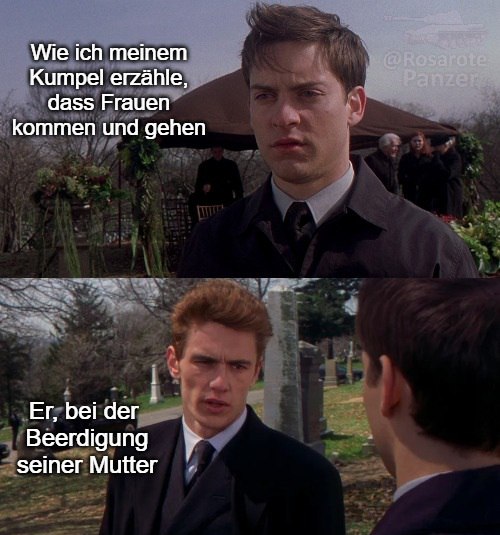 Wie ich meinem
Kumpel erzähle,
dass Frauen
kommen und gehen
@Rosarote
Panzer
Er, bei der
Beerdigung
seiner Mutter